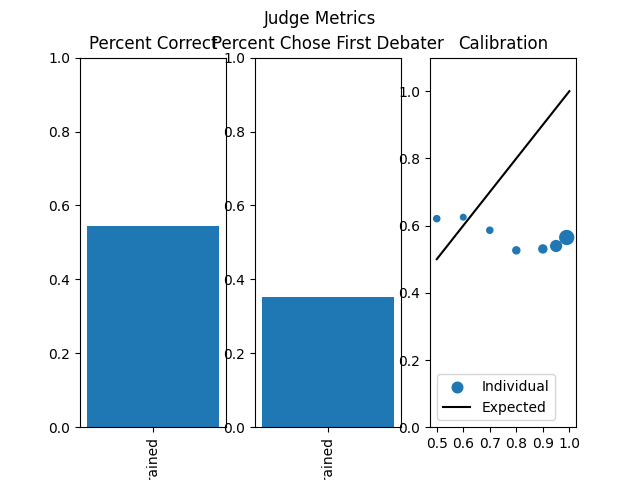 Judge Metrics
Percent Correct
Percent Chose First Debater
Calibration
1.0
0.8
0.6
0.4
0.2
0.0
rained
1.0
0.8
0.6
0.4
0.2
0.0
rained
1.0
0.8
0.6
0.4
0.2
0.0
Individual
Expected
0.5 0.6 0.7 0.8 0.9 1.0